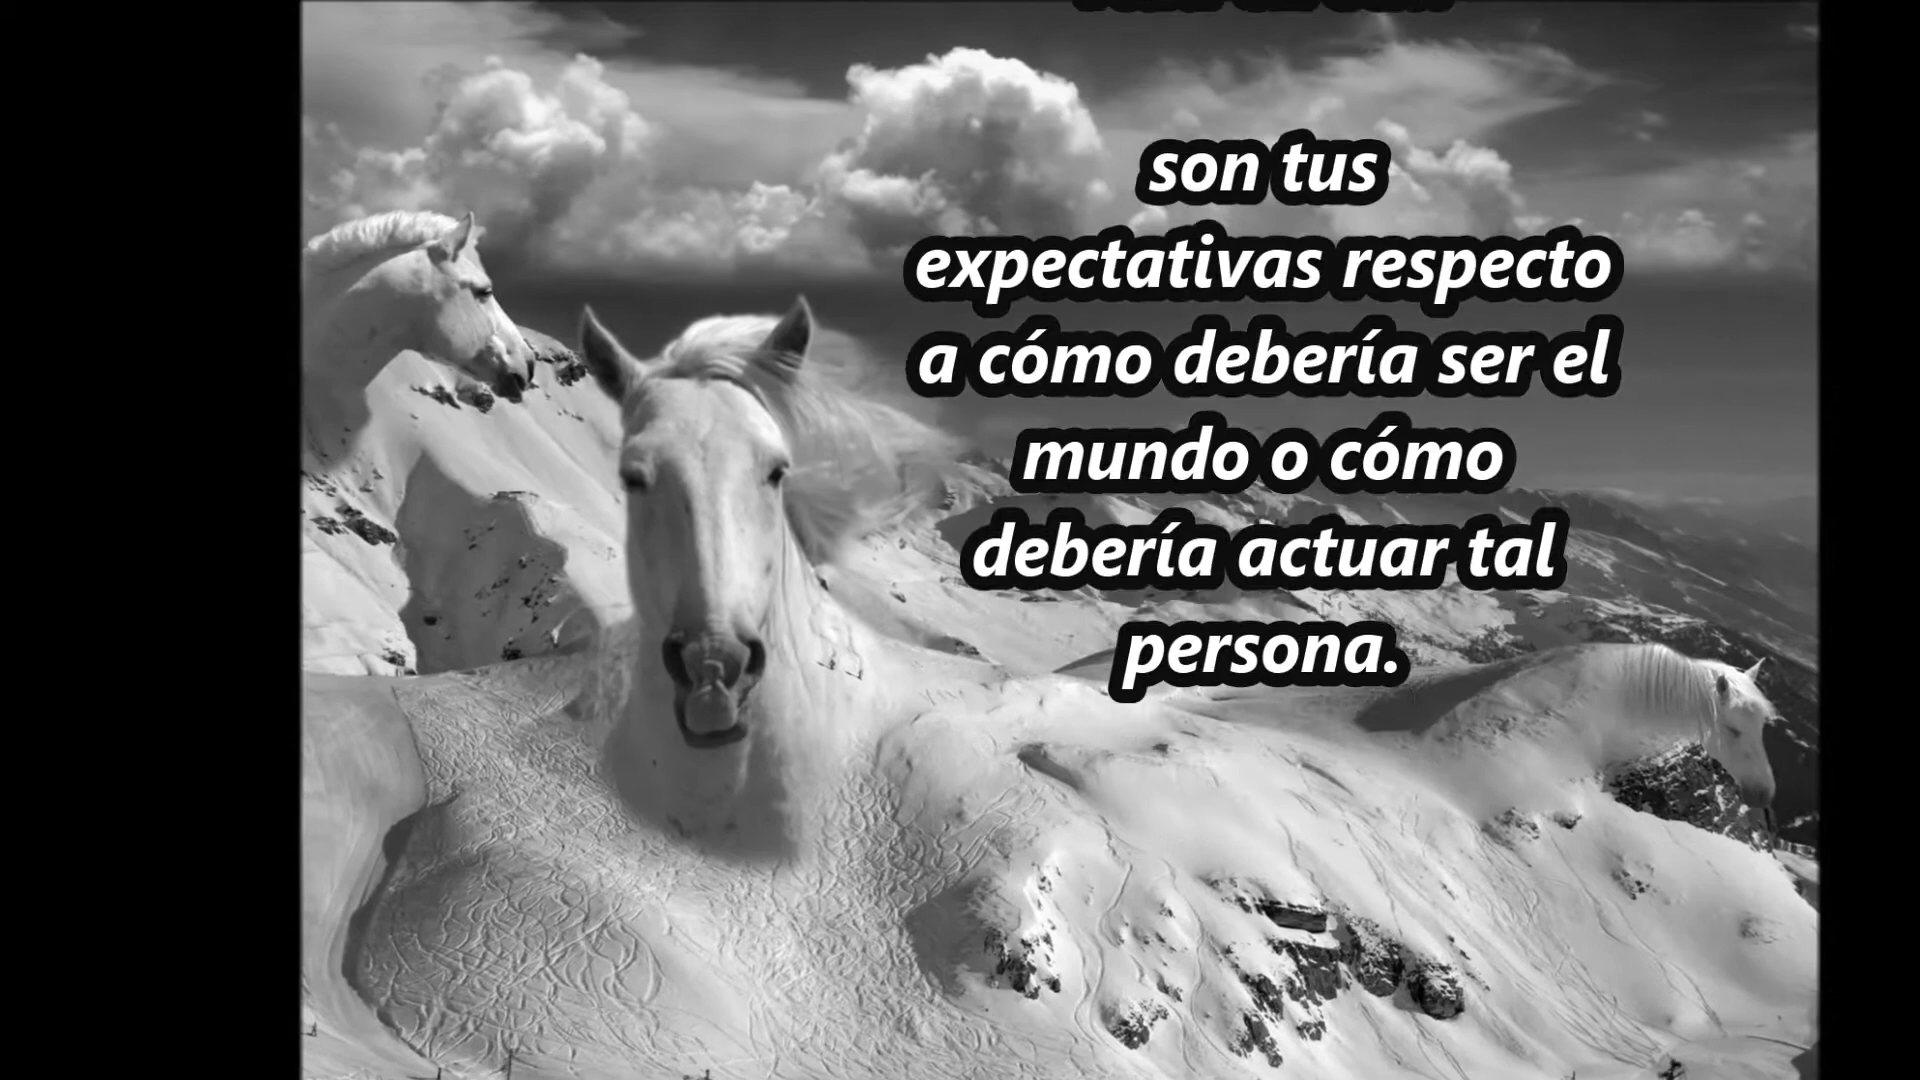 son tus
expectativas respecto
a cómo debería ser el
mundo o cómo
debería actuar tal
persona.